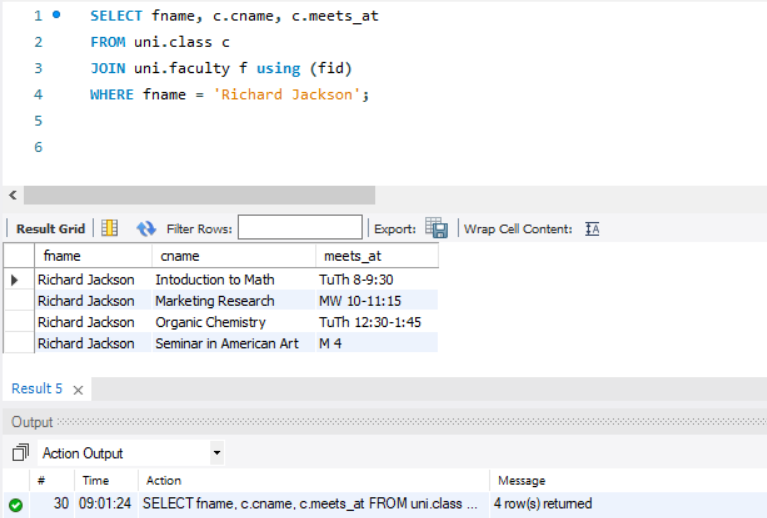 1 SELECT fname, c.cname, c.meets_at
2 FROM uni.class c
3 JOIN uni.faculty f using (fid)
4 WHERE fname = 'Richard Jackson';
5
6
Result Grid Filter Rows: Export: Wrap Cell Content: IA
fname cname meets_at
Richard Jackson Intoduction to Math TuTh 8-9:30
Richard Jackson Marketing Research MW 10-11:15
Richard Jackson Organic Chemistry TuTh 12:30-1:45
Richard Jackson Seminar in American Art M 4
Result 5
Output
Action Output
# Time Action Message
30 09:01:24 SELECT fname, c.cname, c.meets_at FROM uni.class ... 4 row(s) returned